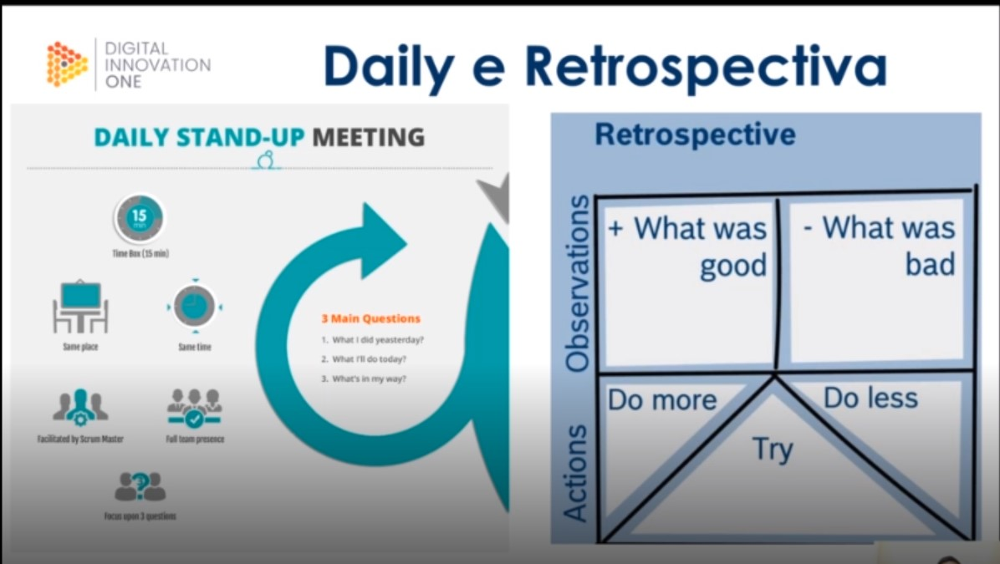 DIGITAL
INNOVATION
ONE
Daily e Retrospectiva
DAILY STAND-UP MEETING
15
min
Time Box (15 min)
Same place
Same time
Facilitated by Scrum Master
Full team presence
3
Focus upon 3 questions
3 Main Questions
1. What I did yeasterday?
2. What I'll do today?
3. What's in my way?
Retrospective
Observations
+ What was
good
- What was
bad
Actions
Do more
Try
Do less